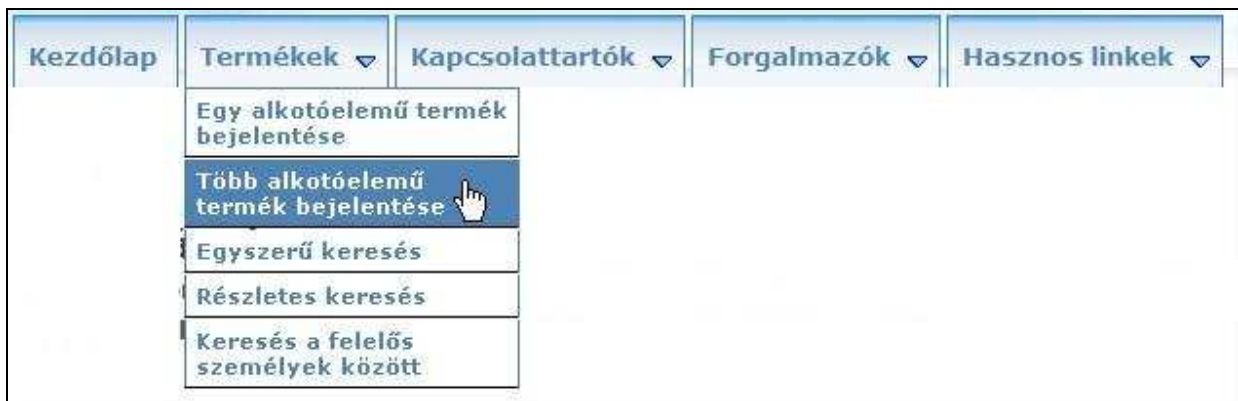 Kezdőlap Termékek Kapcsolattartók Forgalmazók Hasznos linkek
Egy alkotóelemű termék
bejelentése
Több alkotóelemű
termék bejelentése
Egyszerű keresés
Részletes keresés
Keresés a felelős
személyek között